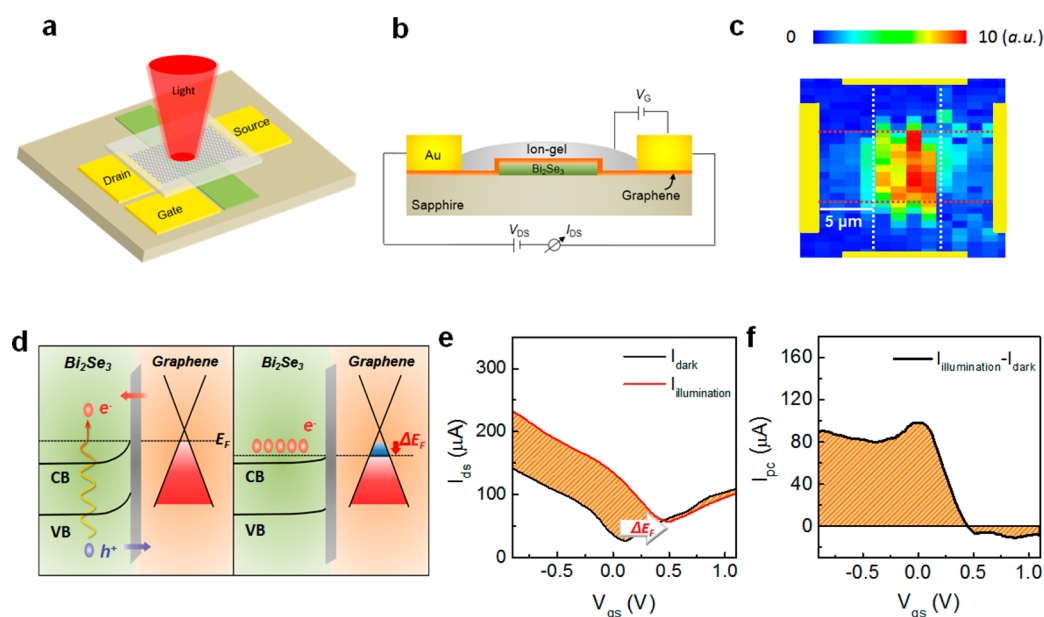 a
Light
Source
Drain
Gate
b
V_G
Au
Ion-gel
Bi₂Se₃
Graphene
Sapphire
V_DS
I_DS
c
0 10 (a.u.)
5 μm
d
Bi₂Se₃ Graphene Bi₂Se₃ Graphene
e⁻
E_F
e⁻
ΔE_F
CB
CB
VB
VB
h⁺
e
I_dark
I_illumination
I_ds (μA)
300
200
100
0
ΔE_F
-0.5 0.0 0.5 1.0
V_gs (V)
f
I_illumination-I_dark
I_pc (μA)
160
120
80
40
0
-0.5 0.0 0.5 1.0
V_gs (V)